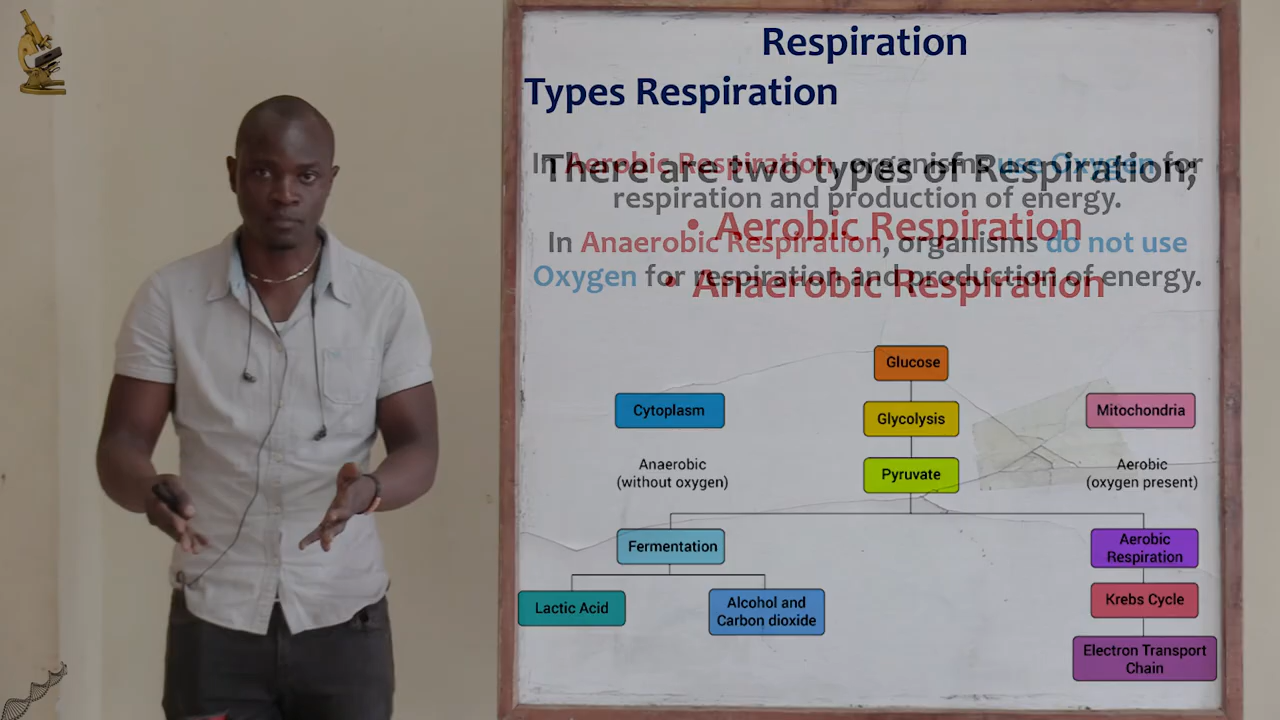 Respiration
Types Respiration
In Aerobic Respiration, organisms use Oxygen for
respiration and production of energy.
In Anaerobic Respiration, organisms do not use
Oxygen for respiration and production of energy.
There are two types of Respiration;
• Aerobic Respiration
• Anaerobic Respiration
Glucose
Cytoplasm
Glycolysis
Mitochondria
Anaerobic
(without oxygen)
Pyruvate
Aerobic
(oxygen present)
Fermentation
Aerobic
Respiration
Lactic Acid
Alcohol and
Carbon dioxide
Krebs Cycle
Electron Transport
Chain